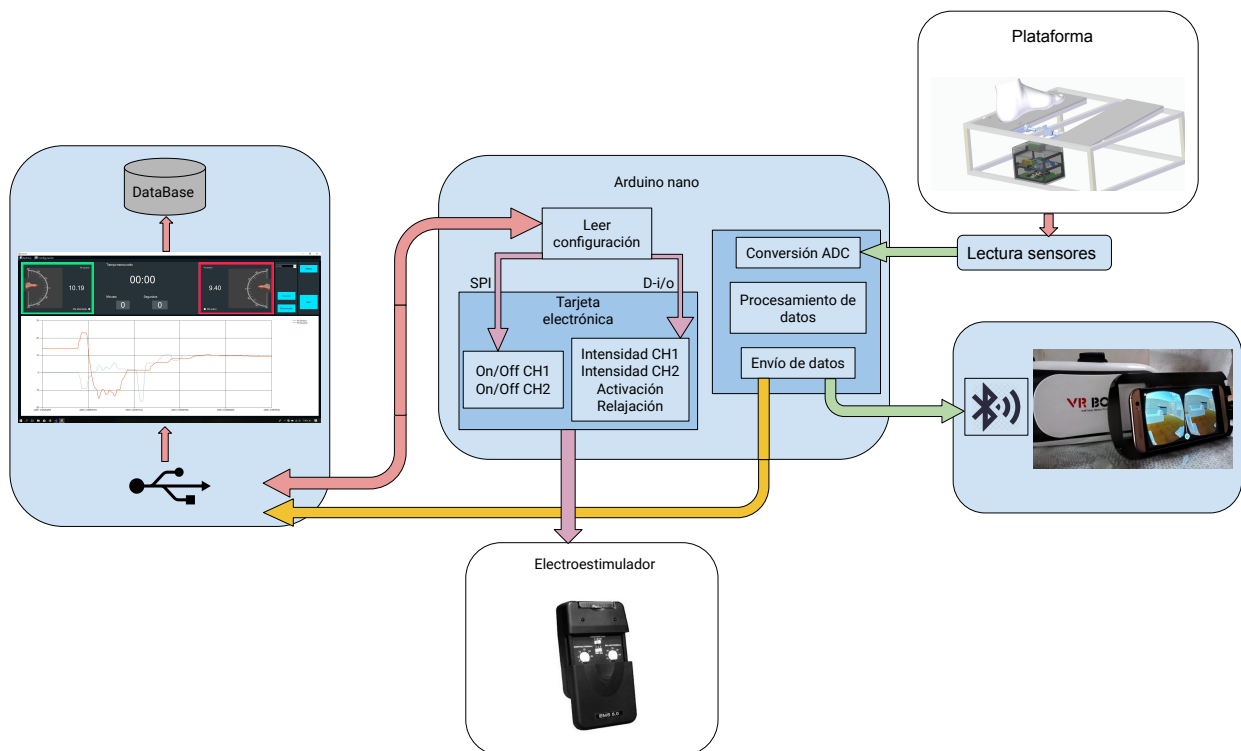 Plataforma
Arduino nano
DataBase
Leer
configuración
Conversión ADC
Lectura sensores
SPI
D-i/o
00:00
10.19
9.40
Minutos
Segundos
0
0
Tarjeta
electrónica
Procesamiento de
datos
On/Off CH1
On/Off CH2
Intensidad CH1
Intensidad CH2
Activación
Relajación
Envío de datos
VR BO
Electroestimulador